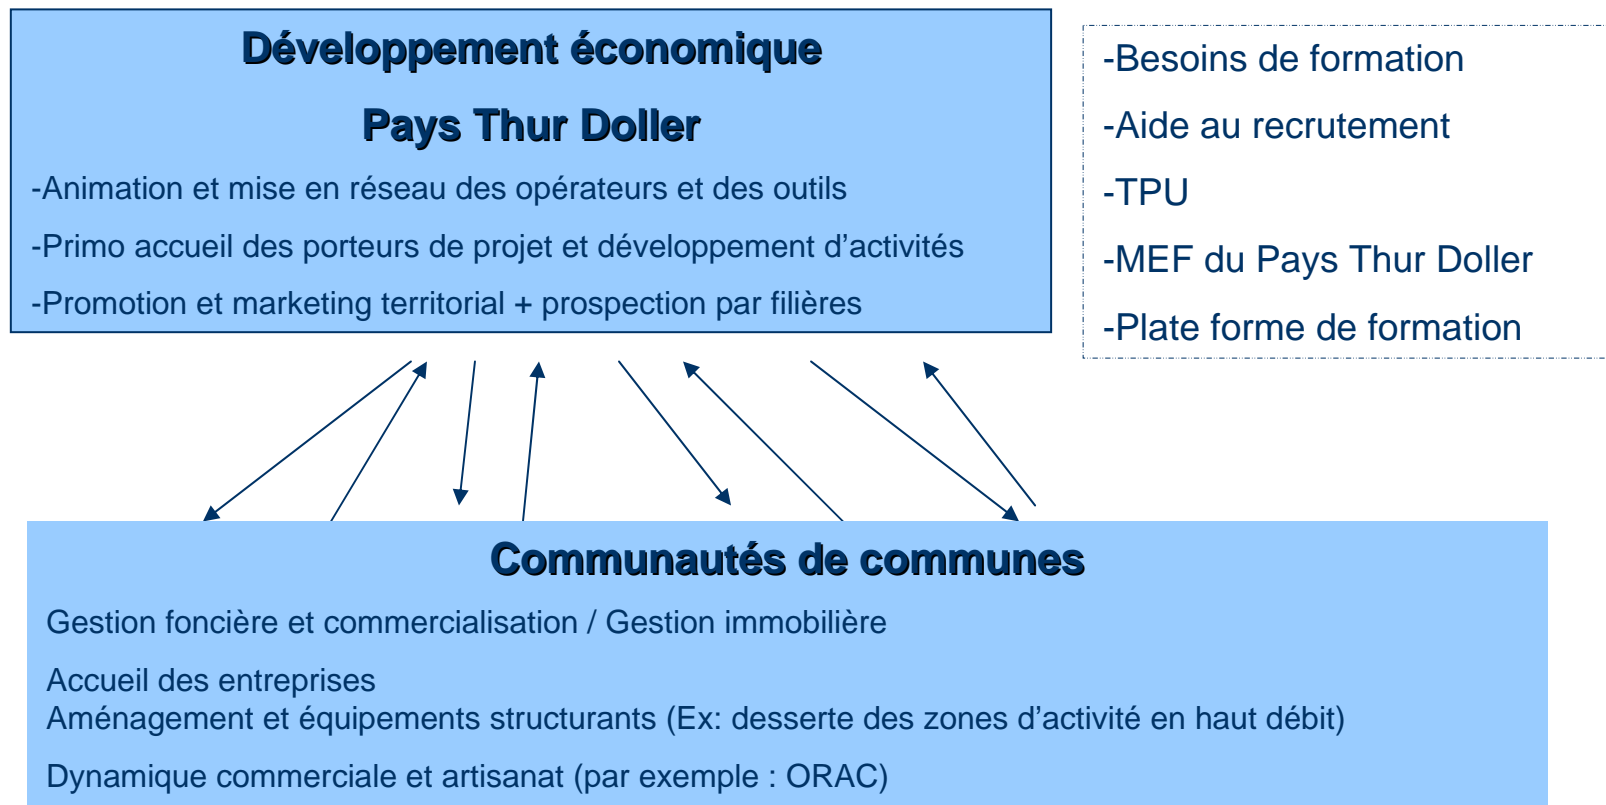 Développement économique
Pays Thur Doller
-Animation et mise en réseau des opérateurs et des outils
-Primo accueil des porteurs de projet et développement d’activités
-Promotion et marketing territorial + prospection par filières
-Besoins de formation
-Aide au recrutement
-TPU
-MEF du Pays Thur Doller
-Plate forme de formation
Communautés de communes
Gestion foncière et commercialisation / Gestion immobilière
Accueil des entreprises
Aménagement et équipements structurants (Ex: desserte des zones d’activité en haut débit)
Dynamique commerciale et artisanat (par exemple : ORAC)